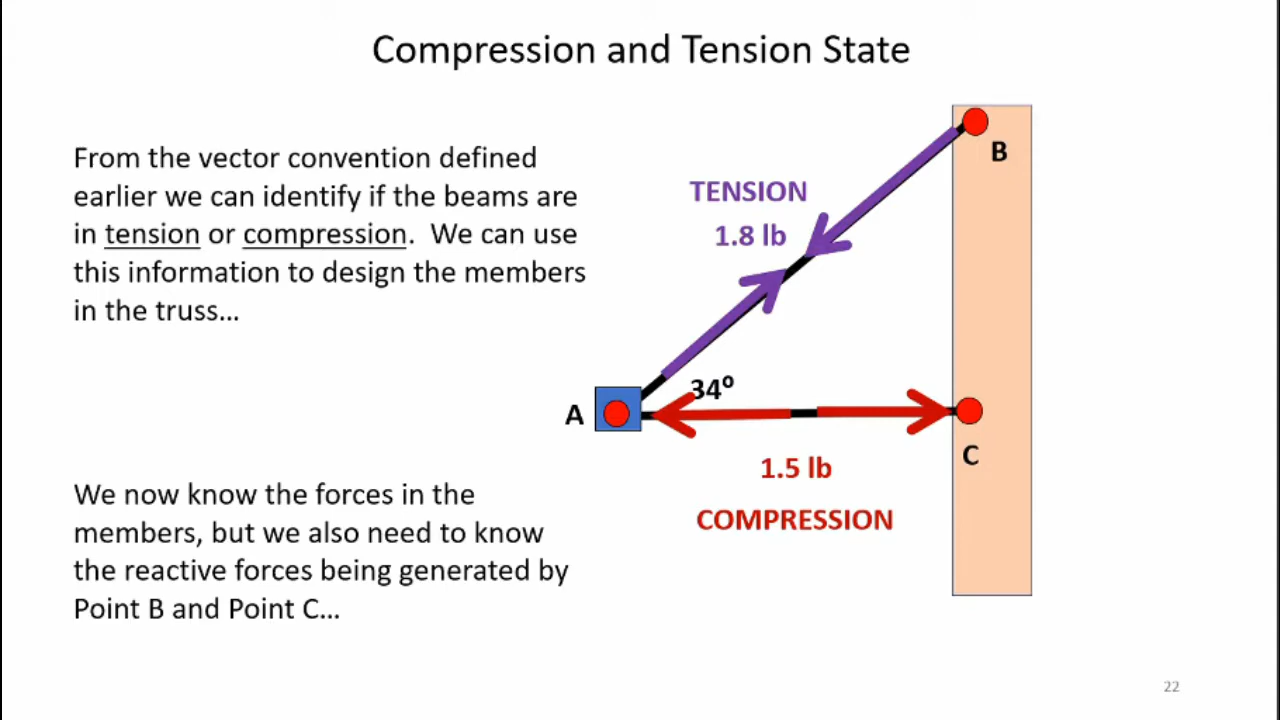 Compression and Tension State
From the vector convention defined
earlier we can identify if the beams are
in tension or compression.  We can use
this information to design the members
in the truss…
TENSION
1.8 lb
B
34º
A
C
1.5 lb
COMPRESSION
We now know the forces in the
members, but we also need to know
the reactive forces being generated by
Point B and Point C…
22